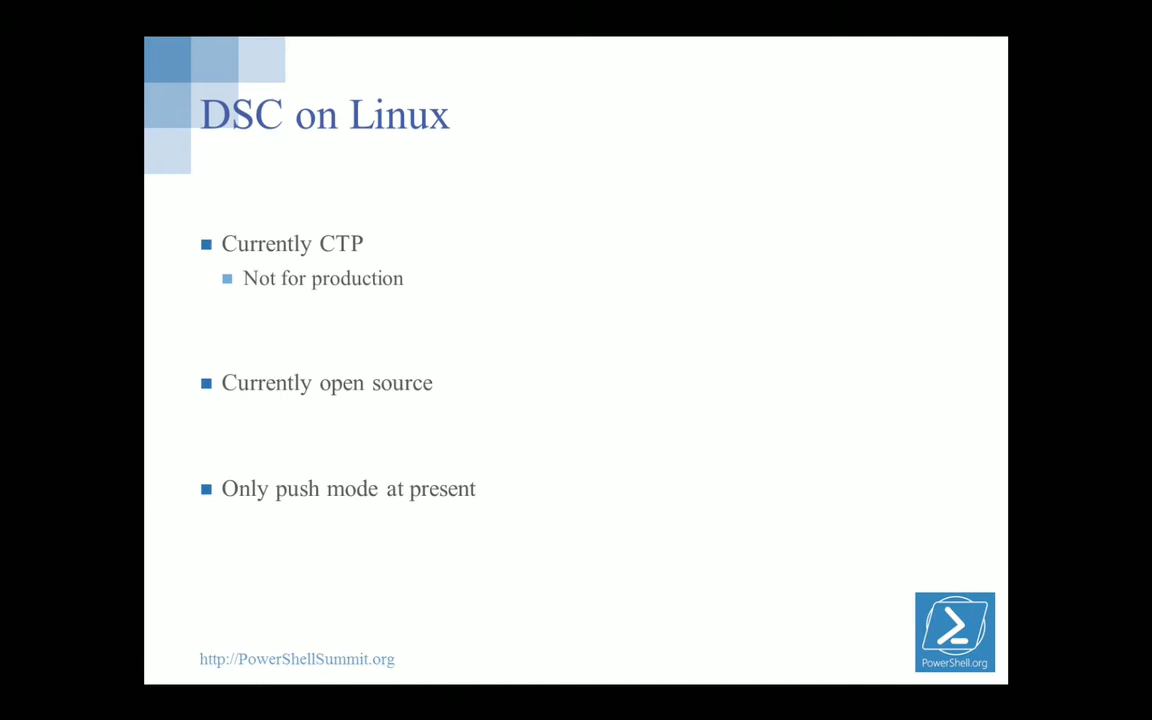 DSC on Linux
Currently CTP
Not for production
Currently open source
Only push mode at present
http://PowerShellSummit.org
PowerShell.org